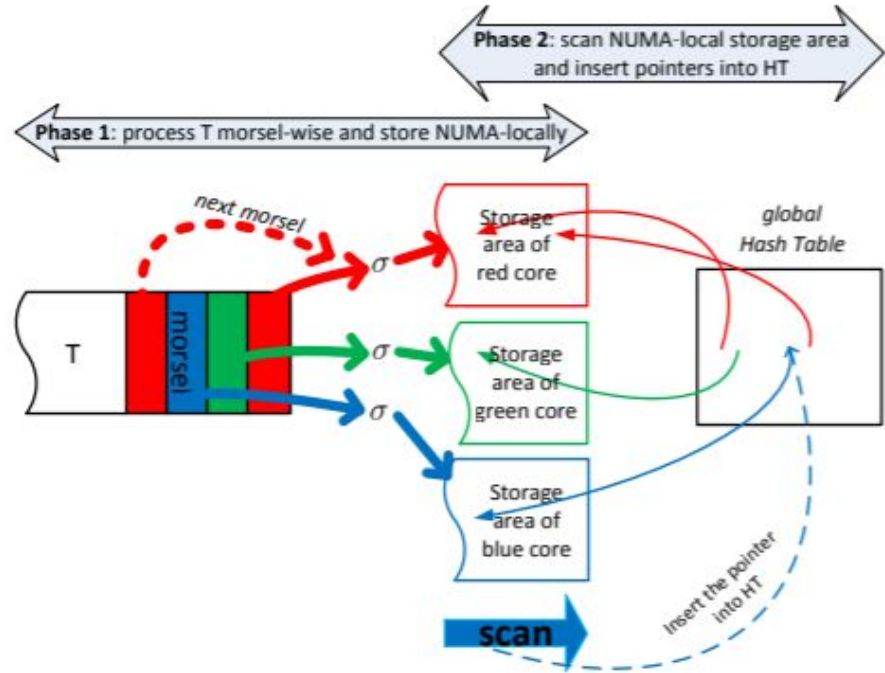 Phase 2: scan NUMA-local storage area
and insert pointers into HT
Phase 1: process T morsel-wise and store NUMA-locally
next morsel
Storage
area of
red core
global
Hash Table
σ
T
morsel
σ
Storage
area of
green core
σ
Storage
area of
blue core
Insert the pointer
into HT
scan